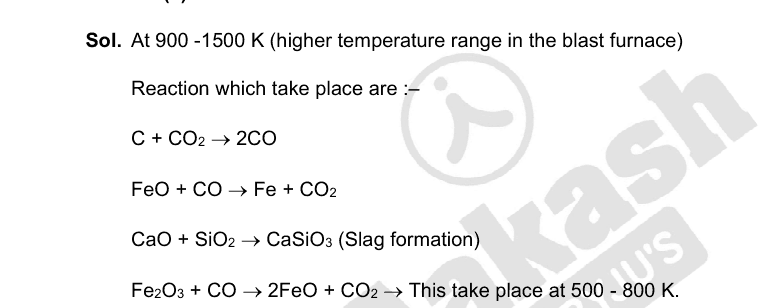 Sol. At 900 -1500 K (higher temperature range in the blast furnace)
Reaction which take place are :–
C + CO₂ → 2CO
FeO + CO → Fe + CO₂
CaO + SiO₂ → CaSiO₃ (Slag formation)
Fe₂O₃ + CO → 2FeO + CO₂ → This take place at 500 - 800 K.